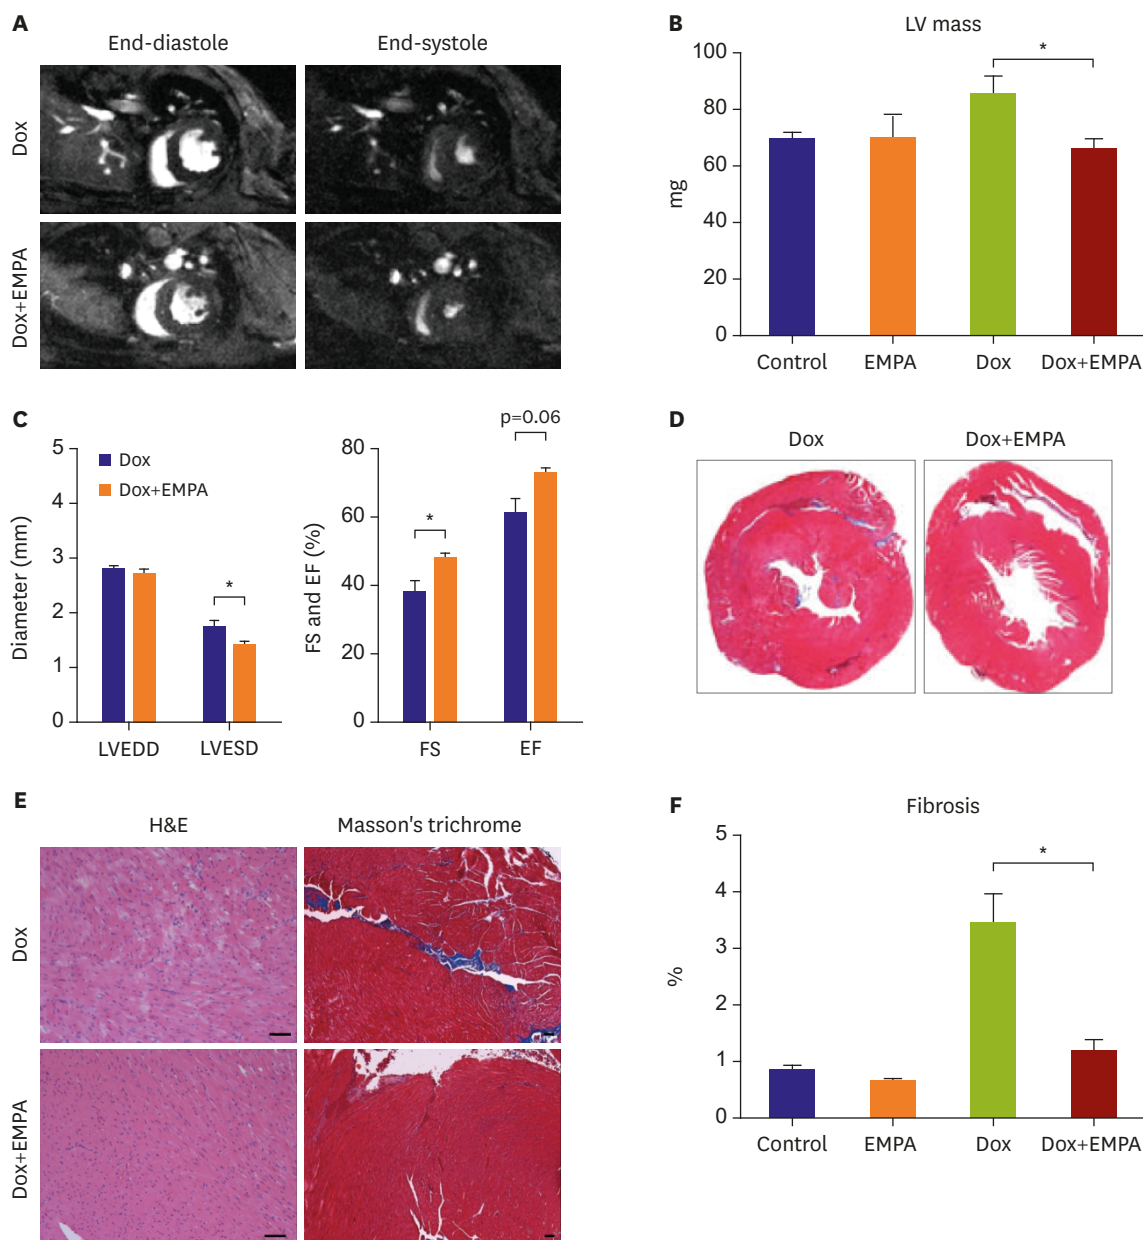 A
End-diastole
End-systole
Dox
Dox+EMPA
B
LV mass
100
80
60
40
20
0
mg
*
Control
EMPA
Dox
Dox+EMPA
C
5
4
3
2
1
0
Diameter (mm)
Dox
Dox+EMPA
*
LVEDD
LVESD
80
60
40
20
0
FS and EF (%)
*
p=0.06
FS
EF
D
Dox
Dox+EMPA
E
H&E
Masson's trichrome
Dox
Dox+EMPA
F
Fibrosis
5
4
3
2
1
0
%
*
Control
EMPA
Dox
Dox+EMPA